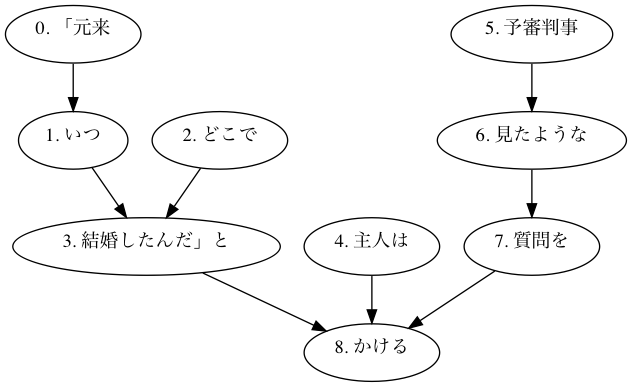 0. 「元来
5. 予審判事
1. いつ
2. どこで
6. 見たような
3. 結婚したんだ」と
4. 主人は
7. 質問を
8. かける